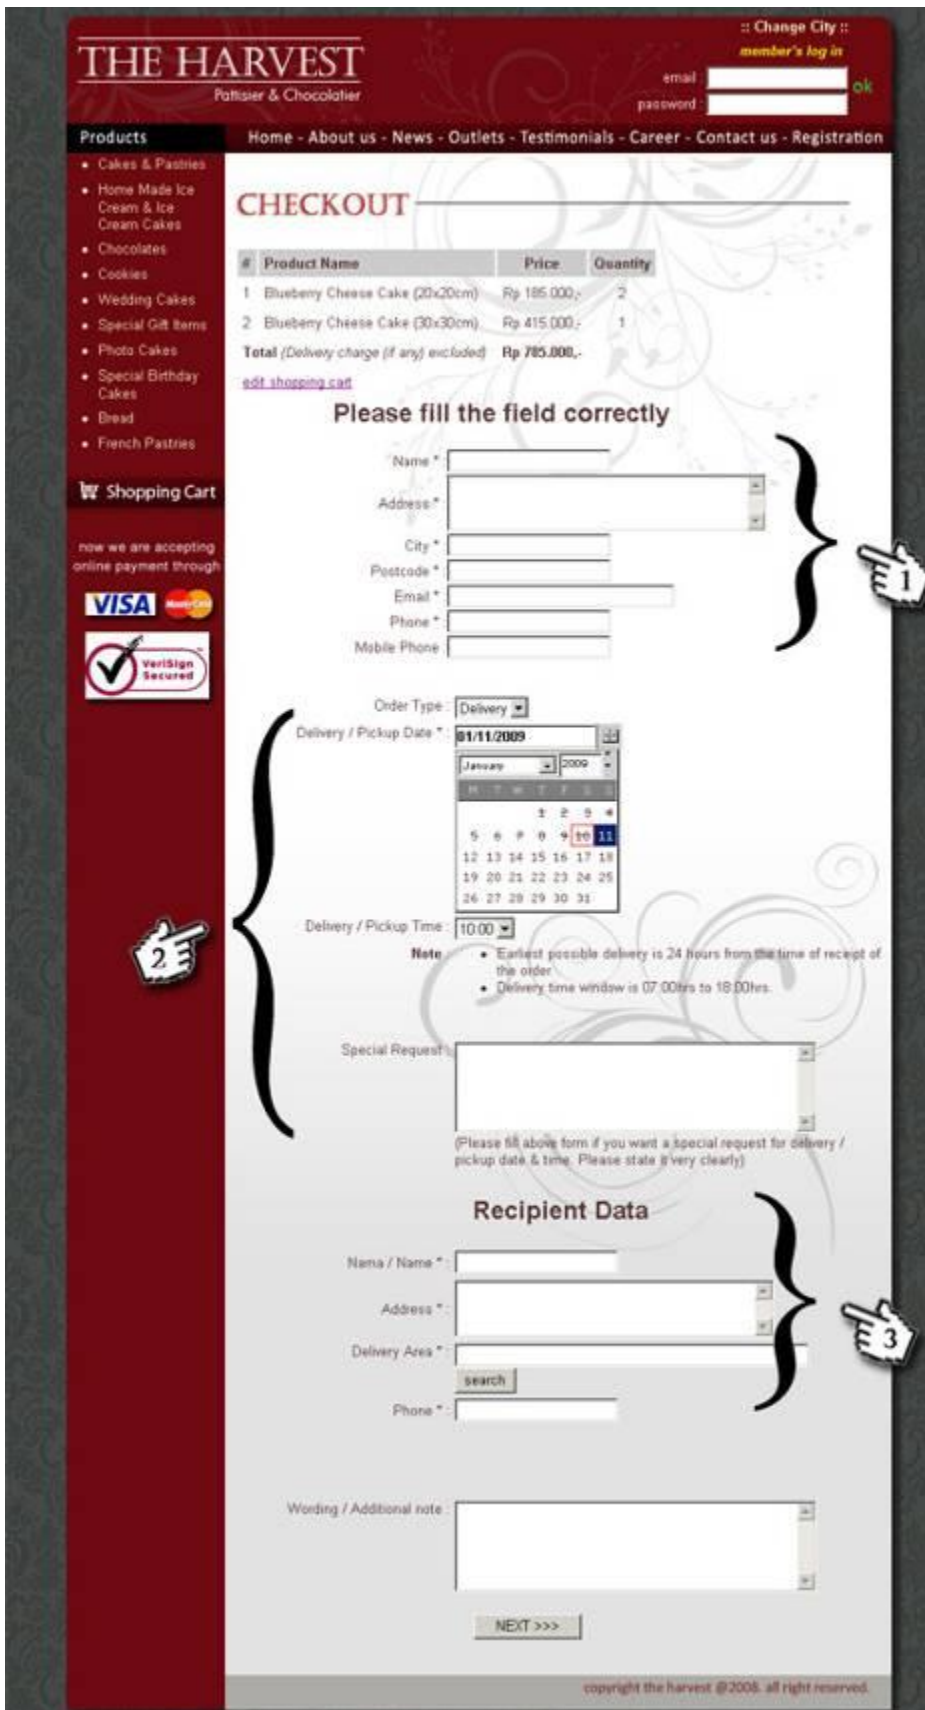 :: Change City ::
member's log in
THE HARVEST
Pattisier & Chocolatier
email
ok
password
Products
Home - About us - News - Outlets - Testimonials - Career - Contact us - Registration
Cakes & Pastries
Home Made Ice
Cream & Ice
Cream Cakes
Chocolates
Cookies
Wedding Cakes
Special Gift Items
Photo Cakes
Special Birthday
Cakes
Bread
French Pastries
Shopping Cart
now we are accepting
online payment through
VISA MasterCard
VeriSign
Secured
CHECKOUT
# Product Name Price Quantity
1 Blueberry Cheese Cake (20x20cm) Rp 185.000,- 2
2 Blueberry Cheese Cake (30x30cm) Rp 415.000,- 1
Total (Delivery charge (if any) excluded) Rp 785.000,-
edit shopping cart
Please fill the field correctly
Name * :
Address * :
City * :
Postcode * :
Email * :
Phone * :
Mobile Phone :
1
Order Type : Delivery
Delivery / Pickup Date * : 01/11/2009
January 2009
M T W T F S S
1 2 3 4
5 6 7 8 9 10 11
12 13 14 15 16 17 18
19 20 21 22 23 24 25
26 27 28 29 30 31
Delivery / Pickup Time : 10:00
2
Note
Earliest possible delivery is 24 hours from the time of receipt of
the order
Delivery time window is 07:00hrs to 18:00hrs.
Special Request :
(Please fill above form if you want a special request for delivery /
pickup date & time. Please state it very clearly)
Recipient Data
Nama / Name * :
Address * :
Delivery Area * :
search
Phone * :
3
Wording / Additional note :
NEXT >>>
copyright the harvest @2008. all right reserved.